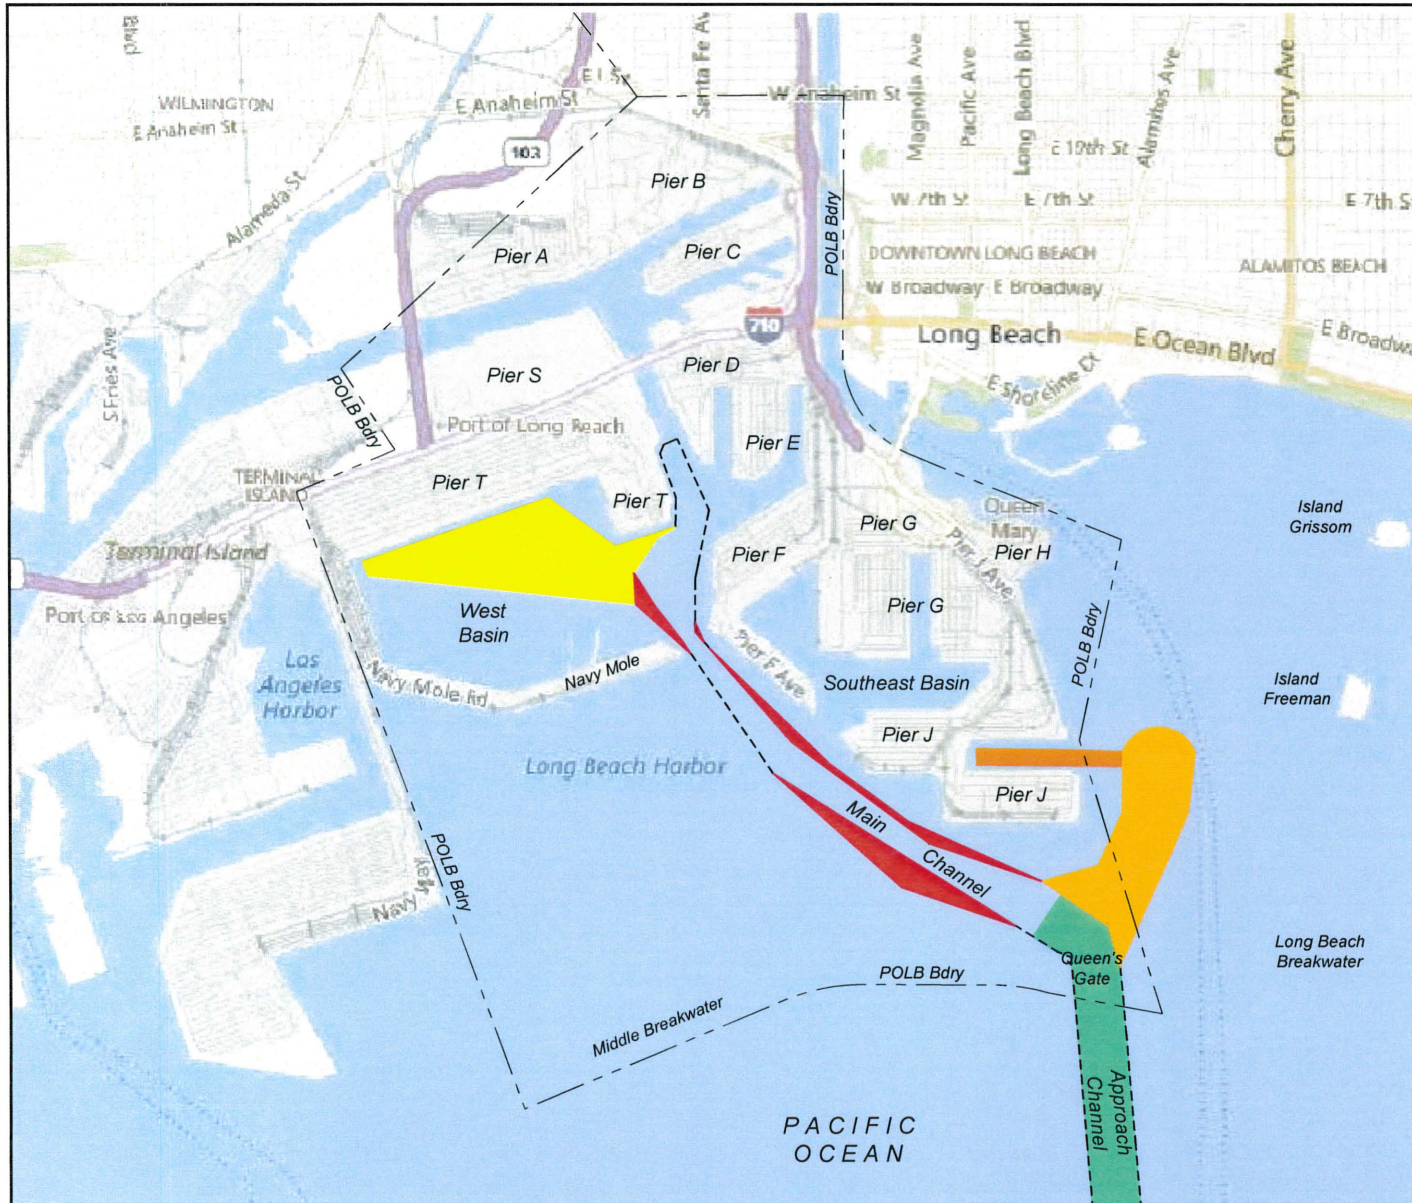 Blvd
Santa Fe Av
Magnolia Ave
Pacific Ave
Long Beach Blvd
Alamitos Ave
Cherry Ave
WILMINGTON
E Anaheim St
E Anaheim St
W Anaheim St
103
E 10th St
Alameda St
Pier B
W 7th St
E 7th St
E 7th St
POLB Bdry
Pier A
Pier C
DOWNTOWN LONG BEACH
ALAMITOS BEACH
W Broadway
E Broadway
710
Long Beach
E Ocean Blvd
E Broadway
S Fries Ave
Pier S
Pier D
E Shoreline Dr
POLB Bdry
Port of Long Beach
Pier E
TERMINAL
ISLAND
Pier T
Pier T
Queen
Mary
Island
Grissom
Pier G
Terminal Island
Pier F
Pier J Ave
Pier H
Port of Los Angeles
West
Basin
Pier G
POLB Bdry
Los
Angeles
Harbor
Navy Mole Rd
Navy Mole
Pier F Ave
Southeast Basin
Island
Freeman
Pier J
Long Beach Harbor
Pier J
Main
Channel
POLB Bdry
Navy
Way
Queen's
Gate
Long Beach
Breakwater
POLB Bdry
Middle Breakwater
Approach
Channel
PACIFIC
OCEAN